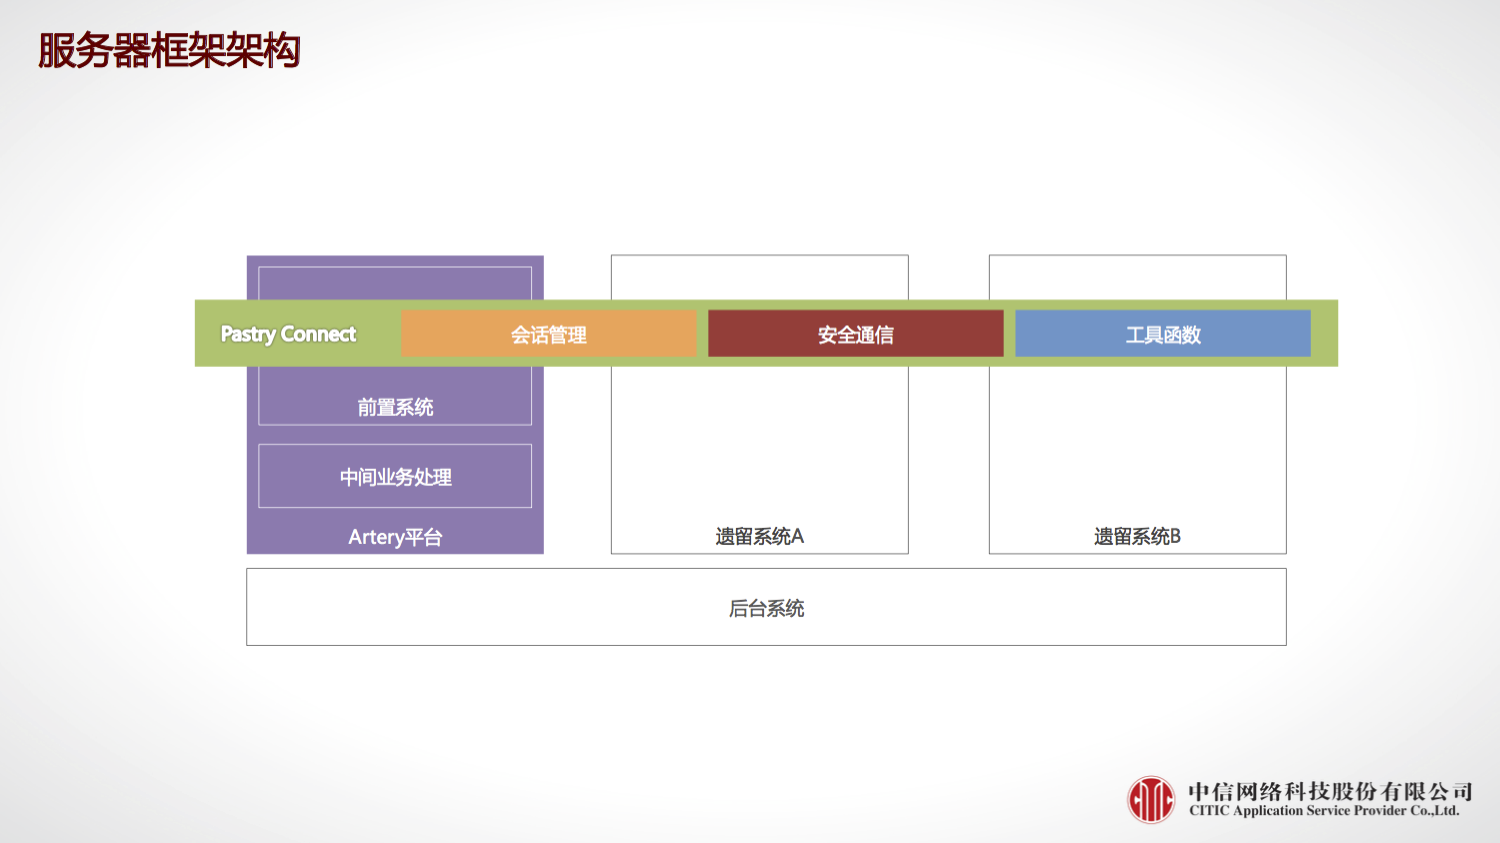 服务器框架架构
Pastry Connect
会话管理
安全通信
工具函数
前置系统
中间业务处理
Artery平台
遗留系统A
遗留系统B
后台系统
中信网络科技股份有限公司
CITIC Application Service Provider Co.,Ltd.